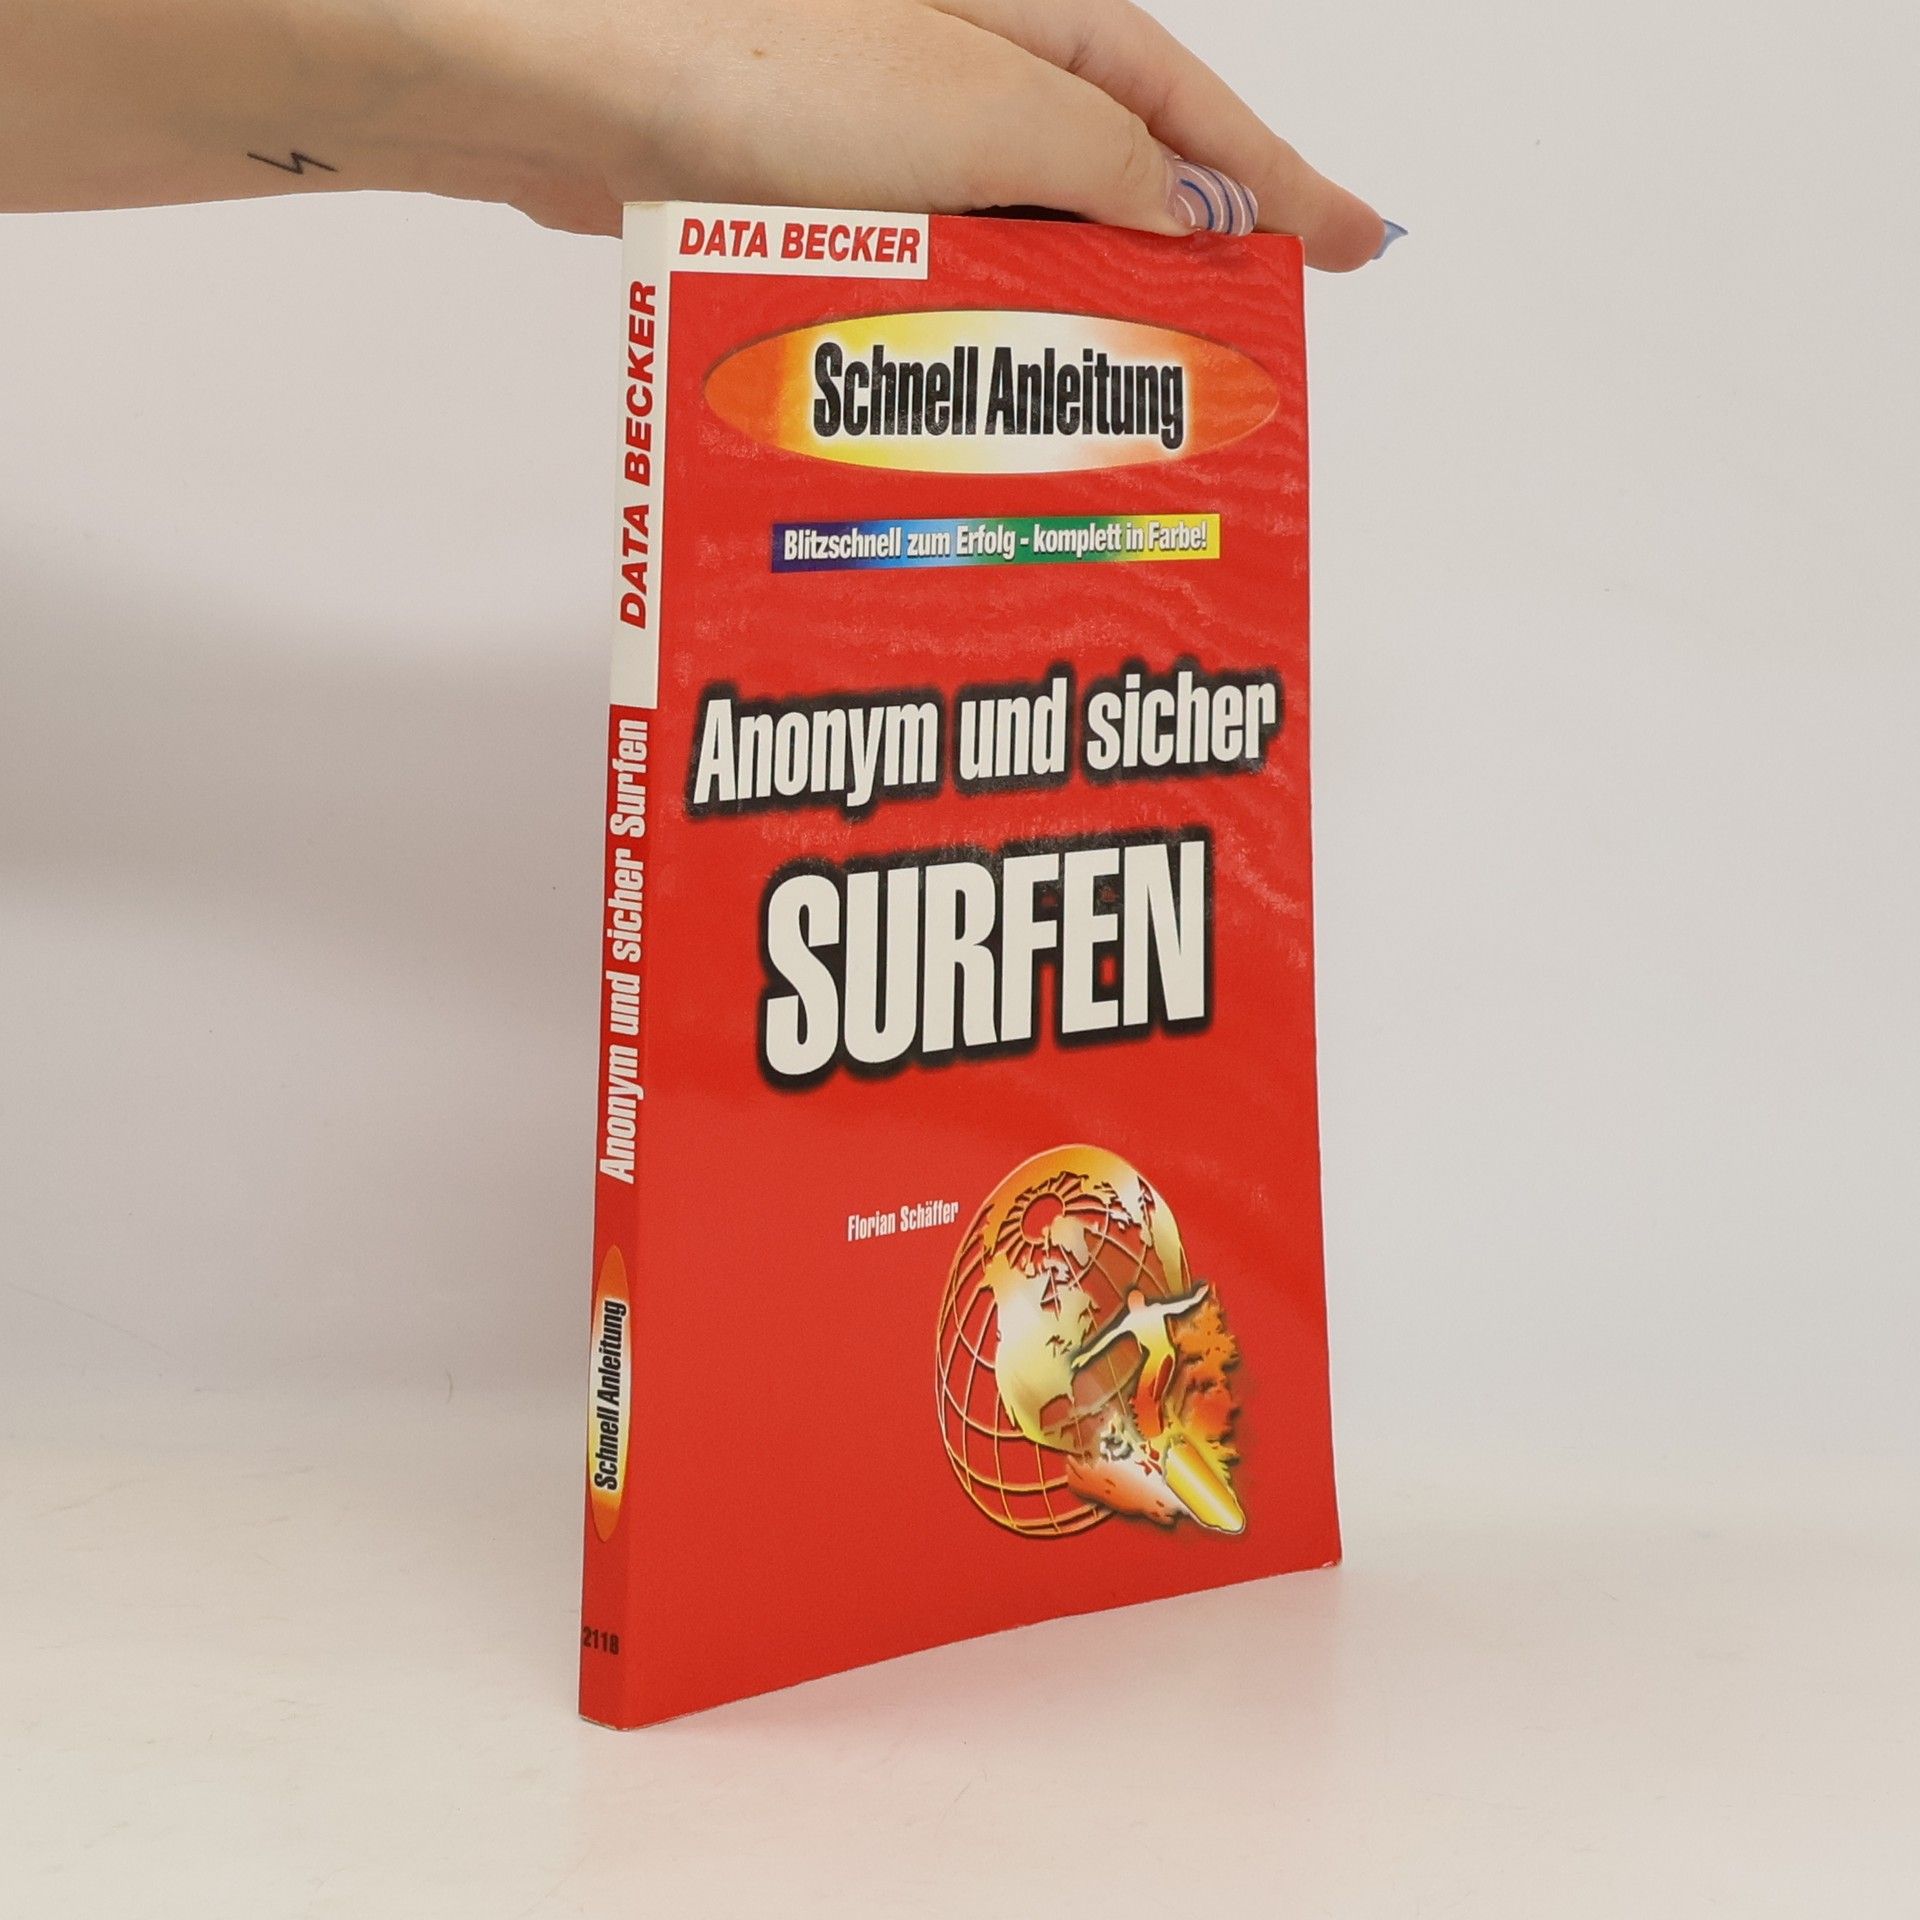 DATA BECKER
Schnell Anleitung
Blitzschnell zum Erfolg - komplett in Farbe!
Anonym und sicher
SURFEN
Florian Schäffer
DATA BECKER
Anonym und sicher Surfen
Schnell Anleitung
2118